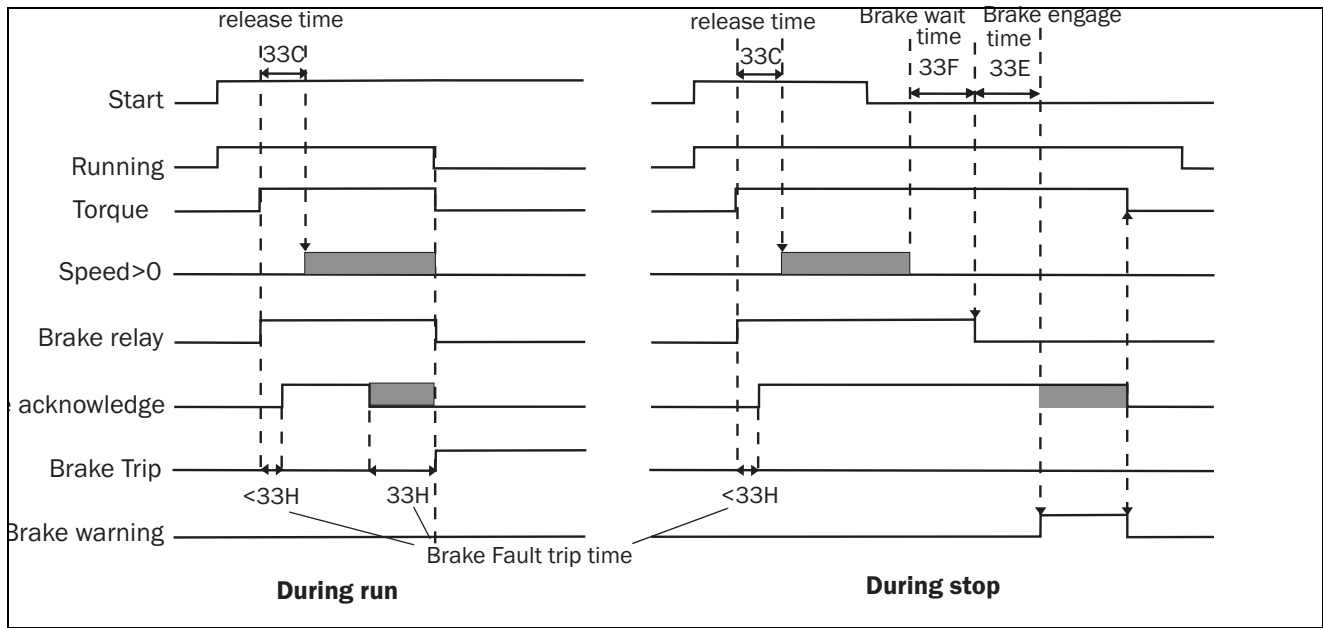 release time
33C
Start
Running
Torque
Speed>0
Brake relay
acknowledge
Brake Trip
<33H
33H
Brake warning
Brake Fault trip time
During run
release time
33C
Brake wait
time
33F
Brake engage
time
33E
<33H
During stop